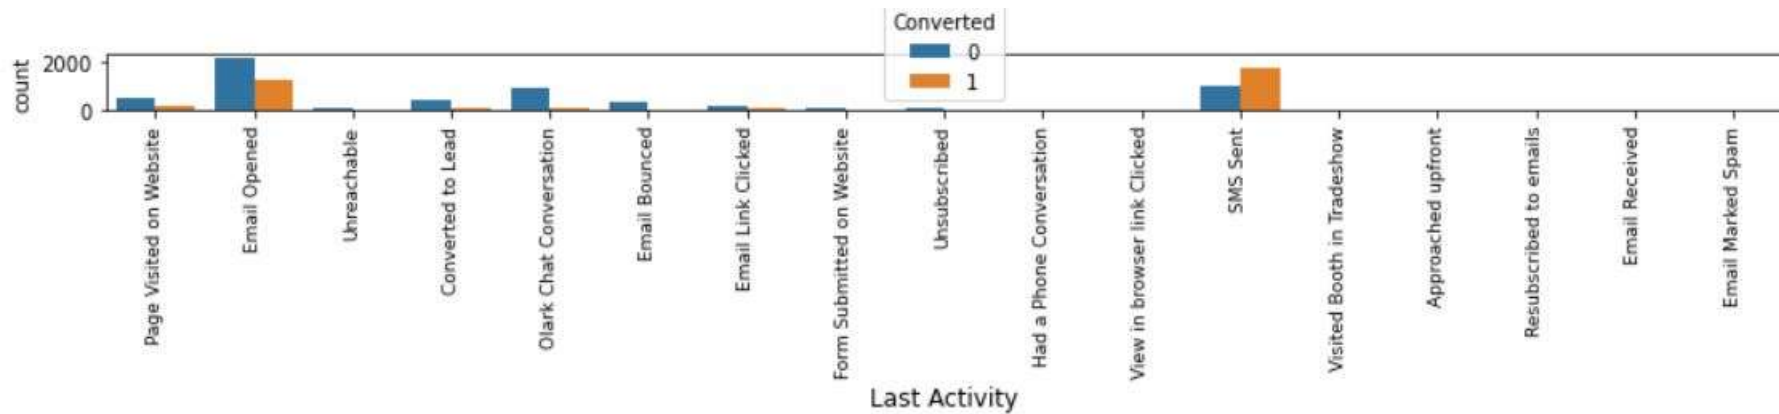 Converted
0
1
count
2000
0
Page Visited on Website
Email Opened
Unreachable
Converted to Lead
Olark Chat Conversation
Email Bounced
Email Link Clicked
Form Submitted on Website
Unsubscribed
Had a Phone Conversation
View in browser link Clicked
SMS Sent
Visited Booth in Tradeshow
Approached upfront
Resubscribed to emails
Email Received
Email Marked Spam
Last Activity